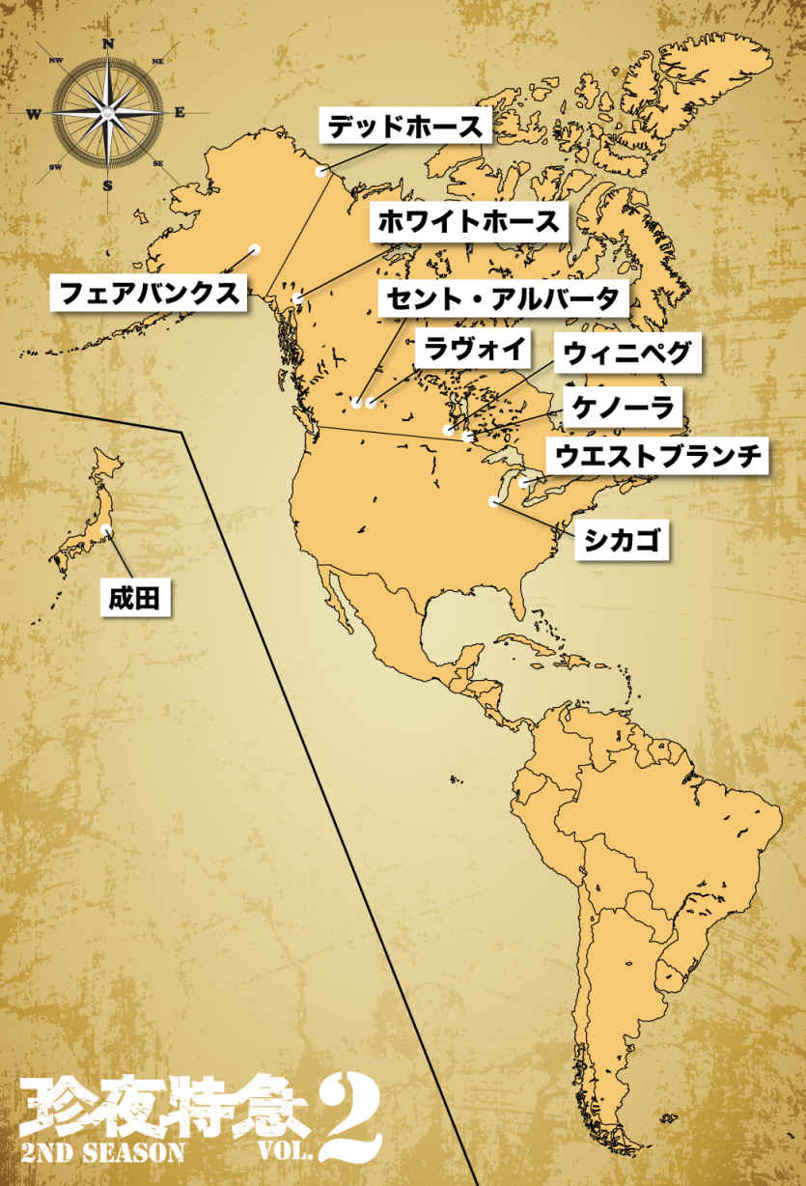 N
NW
NE
W
E
SW
SE
S
デッドホース
ホワイトホース
フェアバンクス
セント・アルバータ
ラヴォイ
ウィニペグ
ケノーラ
ウエストブランチ
シカゴ
成田
珍夜特急
2ND SEASON VOL.2